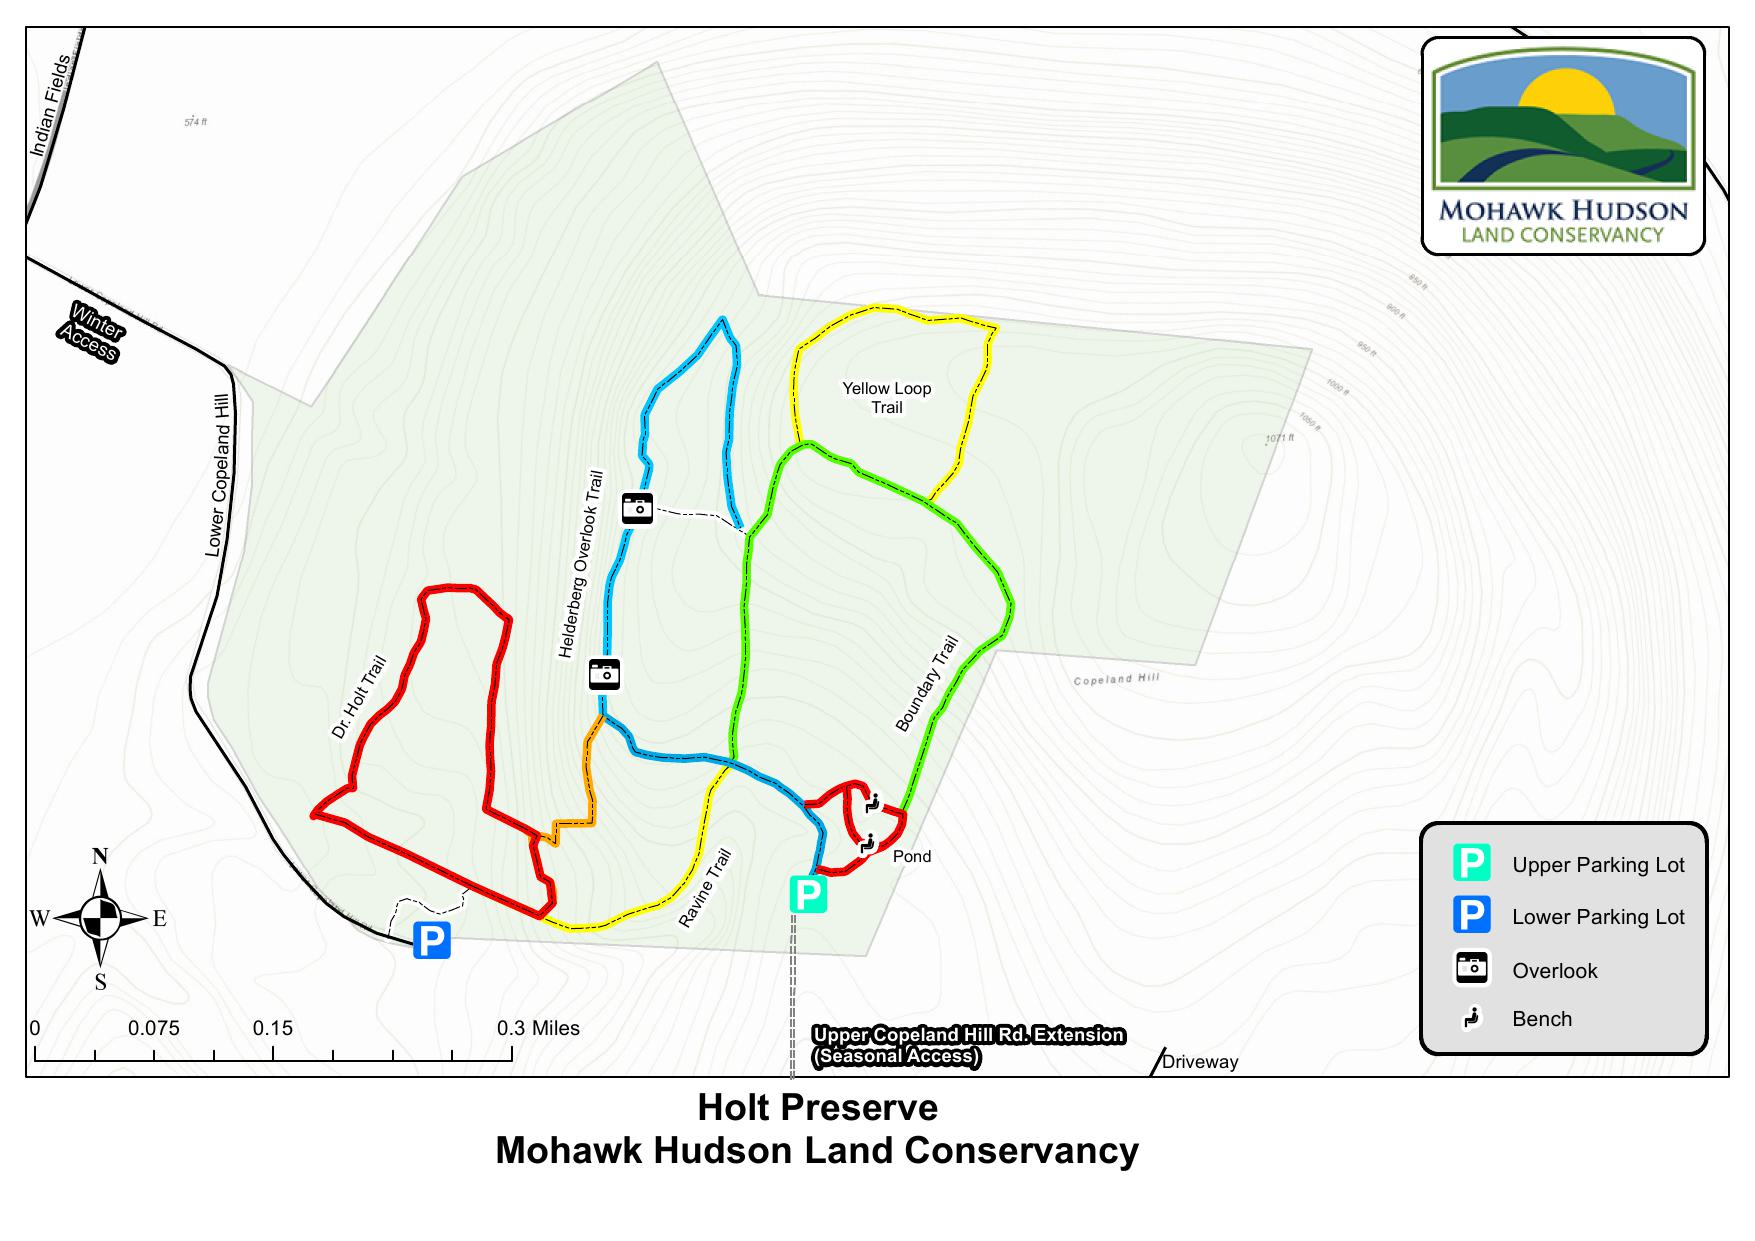 Indian Fields
574 ft
MOHAWK HUDSON
LAND CONSERVANCY
Winter
Access
850 ft
900 ft
950 ft
1000 ft
1050 ft
1071 ft
Yellow Loop
Trail
Lower Copeland Hill
Helderberg Overlook Trail
Dr. Holt Trail
Boundary Trail
Copeland Hill
Pond
Ravine Trail
P
P
N
W
E
S
P Upper Parking Lot
P Lower Parking Lot
Overlook
Bench
0 0.075 0.15 0.3 Miles
Upper Copeland Hill Rd. Extension
(Seasonal Access)
Driveway
Holt Preserve
Mohawk Hudson Land Conservancy